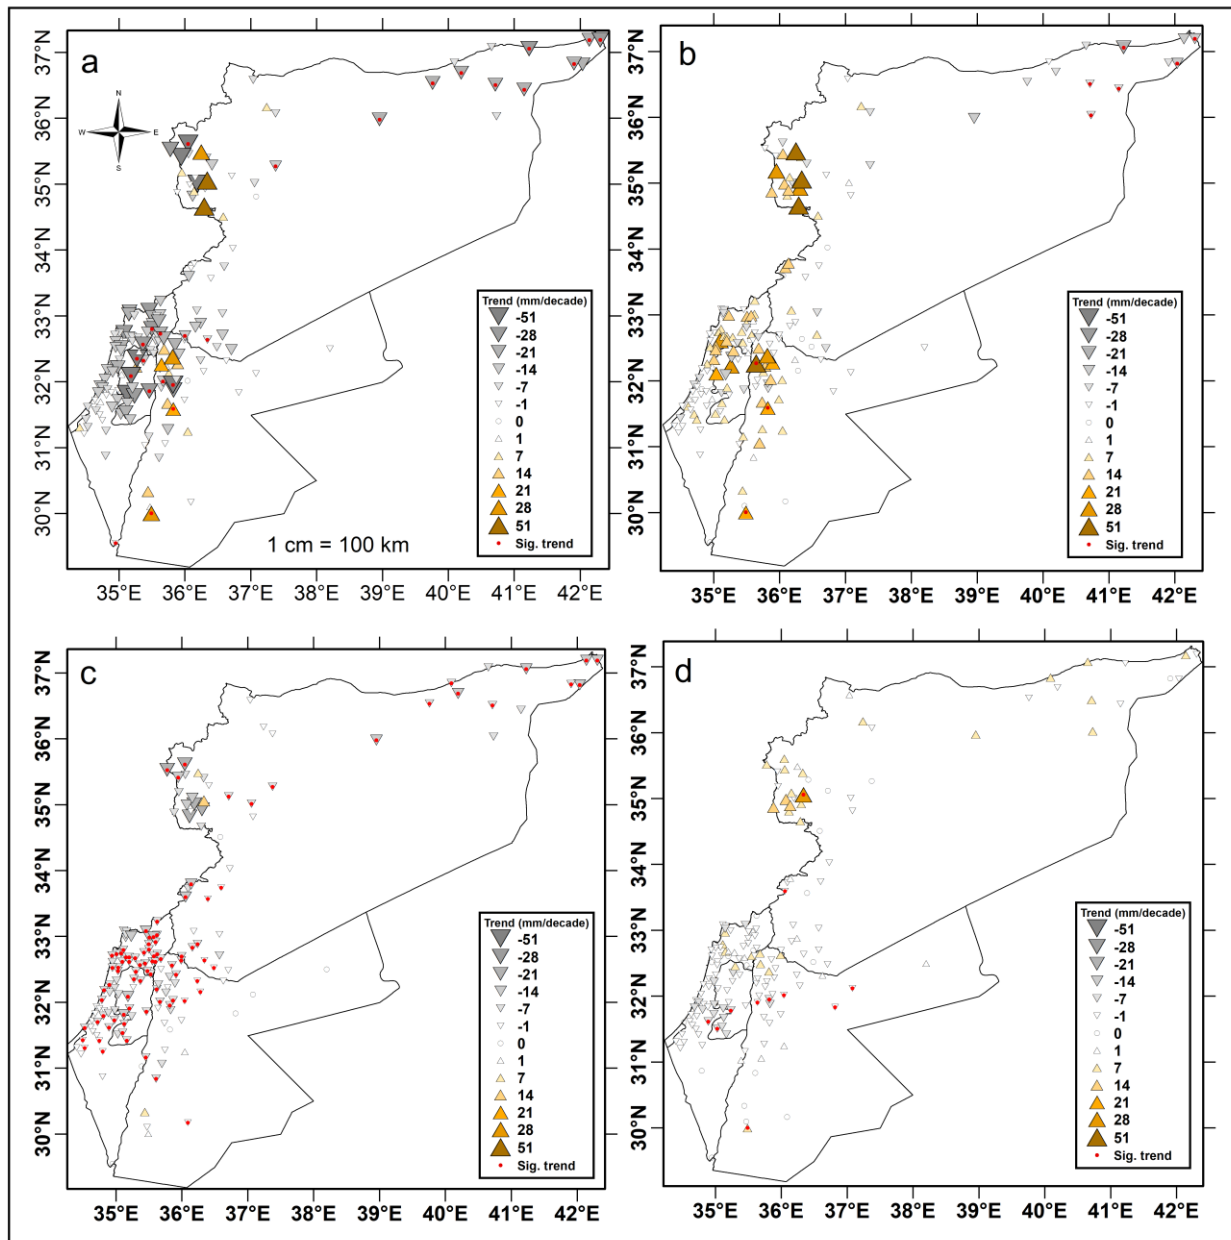 a
N
W E
S
37°N
36°N
35°N
34°N
33°N
32°N
31°N
30°N
Trend (mm/decade)
-51
-28
-21
-14
-7
-1
0
1
7
14
21
28
51
Sig. trend
1 cm = 100 km
35°E 36°E 37°E 38°E 39°E 40°E 41°E 42°E
b
37°N
36°N
35°N
34°N
33°N
32°N
31°N
30°N
Trend (mm/decade)
-51
-28
-21
-14
-7
-1
0
1
7
14
21
28
51
Sig. trend
35°E 36°E 37°E 38°E 39°E 40°E 41°E 42°E
c
37°N
36°N
35°N
34°N
33°N
32°N
31°N
30°N
Trend (mm/decade)
-51
-28
-21
-14
-7
-1
0
1
7
14
21
28
51
Sig. trend
35°E 36°E 37°E 38°E 39°E 40°E 41°E 42°E
d
37°N
36°N
35°N
34°N
33°N
32°N
31°N
30°N
Trend (mm/decade)
-51
-28
-21
-14
-7
-1
0
1
7
14
21
28
51
Sig. trend
35°E 36°E 37°E 38°E 39°E 40°E 41°E 42°E